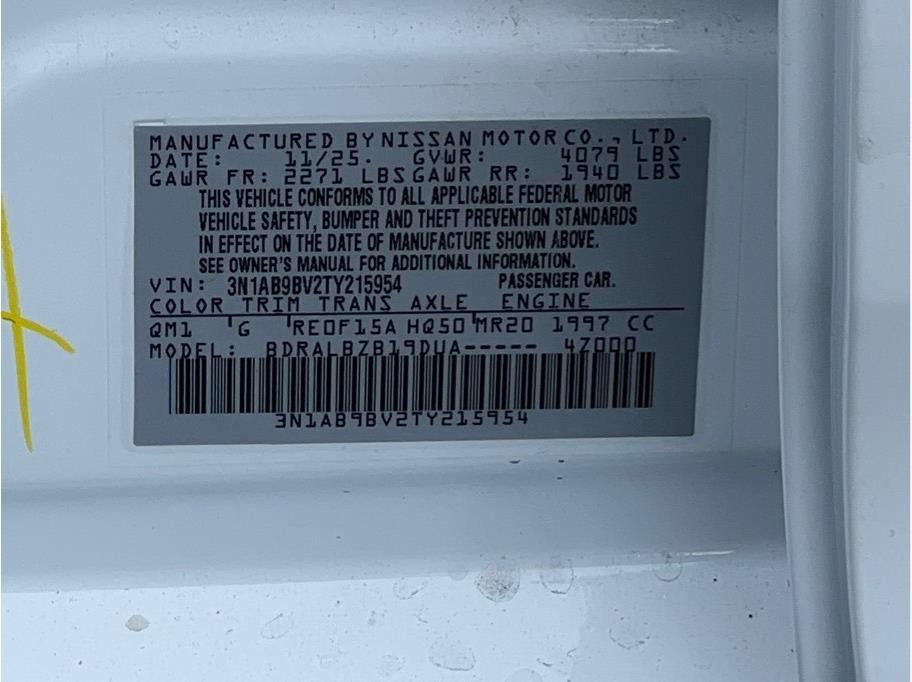 MANUFACTURED BY NISSAN MOTOR CO., LTD.
DATE: 11/25. GVWR: 4079 LBS
GAWR FR: 2271 LBS GAWR RR: 1940 LBS
THIS VEHICLE CONFORMS TO ALL APPLICABLE FEDERAL MOTOR
VEHICLE SAFETY, BUMPER AND THEFT PREVENTION STANDARDS
IN EFFECT ON THE DATE OF MANUFACTURE SHOWN ABOVE.
SEE OWNER'S MANUAL FOR ADDITIONAL INFORMATION.
VIN: 3N1AB9BV2TY215954 PASSENGER CAR.
COLOR TRIM TRANS AXLE ENGINE
QM1 G RE0F15A HQ50 MR20 1997 CC
MODEL: BDRALBZB19DUA----- 4Z000
3N1AB9BV2TY215954